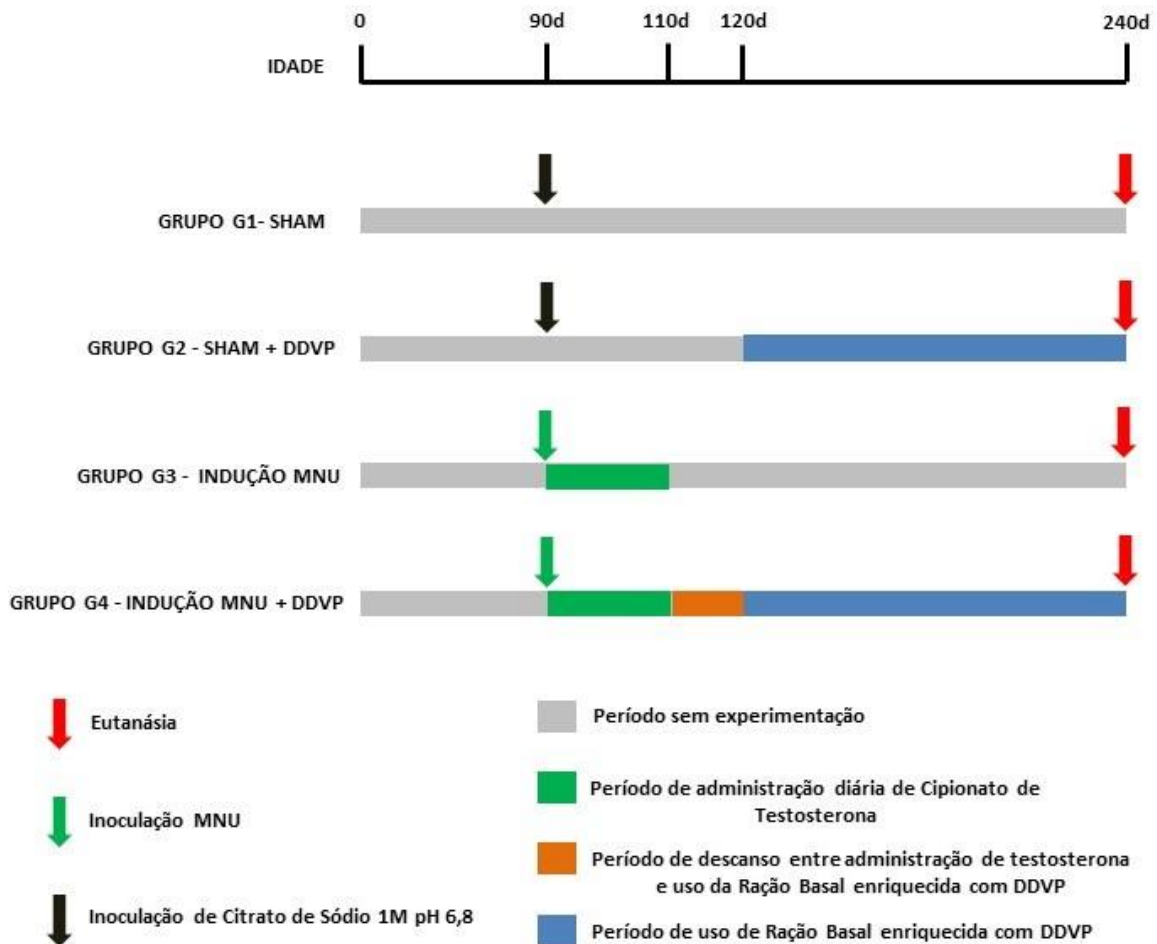 0 90d 110d 120d 240d
IDADE
GRUPO G1- SHAM
GRUPO G2 - SHAM + DDVP
GRUPO G3 - INDUÇÃO MNU
GRUPO G4 - INDUÇÃO MNU + DDVP
Eutanásia
Inoculação MNU
Inoculação de Citrato de Sódio 1M pH 6,8
Período sem experimentação
Período de administração diária de Cipionato de
Testosterona
Período de descanso entre administração de testosterona
e uso da Ração Basal enriquecida com DDVP
Período de uso de Ração Basal enriquecida com DDVP